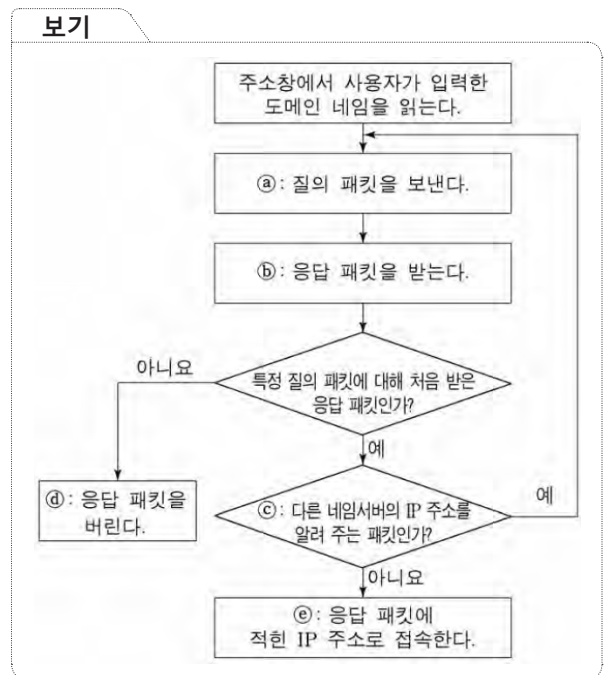 보기
주소창에서 사용자가 입력한
도메인 네임을 읽는다.
ⓐ: 질의 패킷을 보낸다.
ⓑ: 응답 패킷을 받는다.
아니요
특정 질의 패킷에 대해 처음 받은
응답 패킷인가?
예
ⓓ: 응답 패킷을
버린다.
ⓒ: 다른 네임서버의 IP 주소를
알려 주는 패킷인가?
예
아니요
ⓔ: 응답 패킷에
적힌 IP 주소로 접속한다.